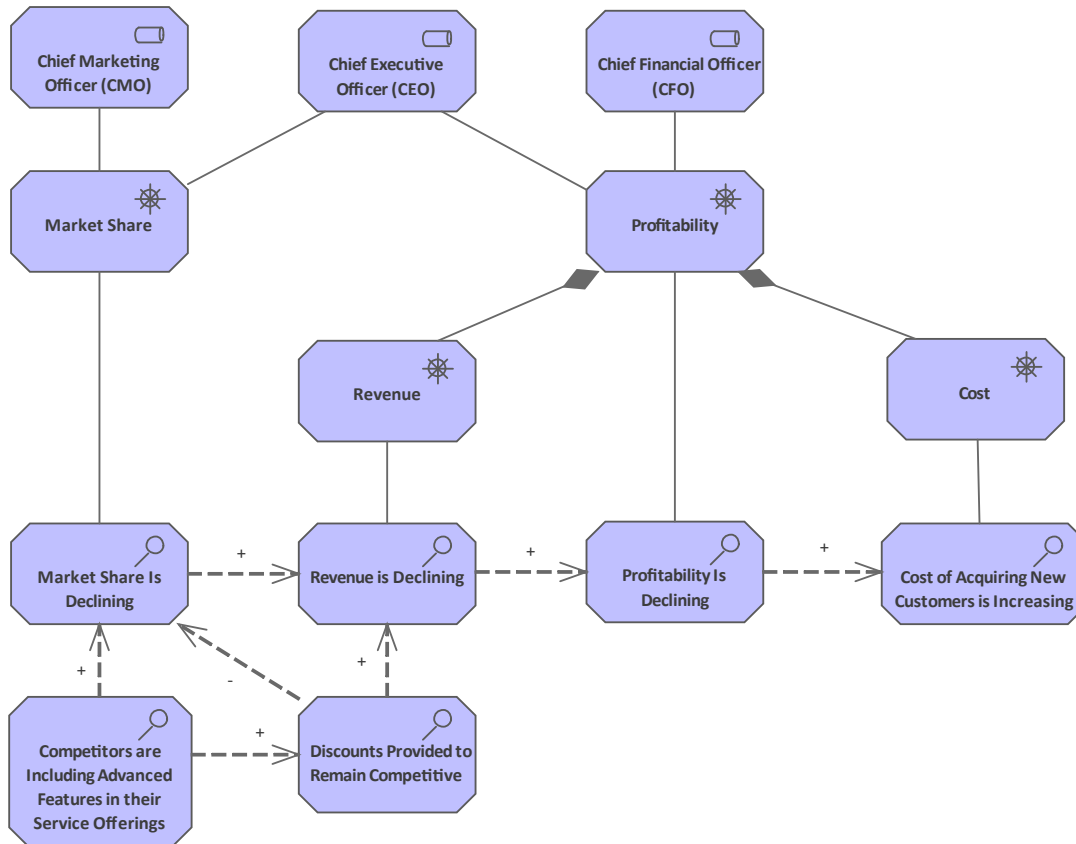 Chief Marketing
Officer (CMO)
Chief Executive
Officer (CEO)
Chief Financial Officer
(CFO)
Market Share
Profitability
Revenue
Cost
Market Share Is
Declining
+
Revenue is Declining
+
Profitability Is
Declining
+
Cost of Acquiring New
Customers is Increasing
+
-
+
Competitors are
Including Advanced
Features in their
Service Offerings
+
Discounts Provided to
Remain Competitive